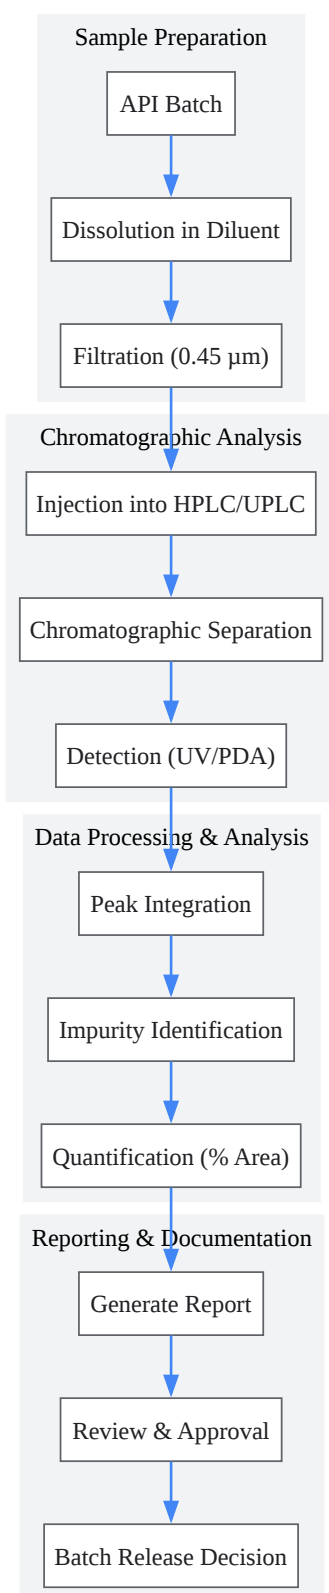 Sample Preparation
API Batch
Dissolution in Diluent
Filtration (0.45 µm)
Chromatographic Analysis
Injection into HPLC/UPLC
Chromatographic Separation
Detection (UV/PDA)
Data Processing & Analysis
Peak Integration
Impurity Identification
Quantification (% Area)
Reporting & Documentation
Generate Report
Review & Approval
Batch Release Decision